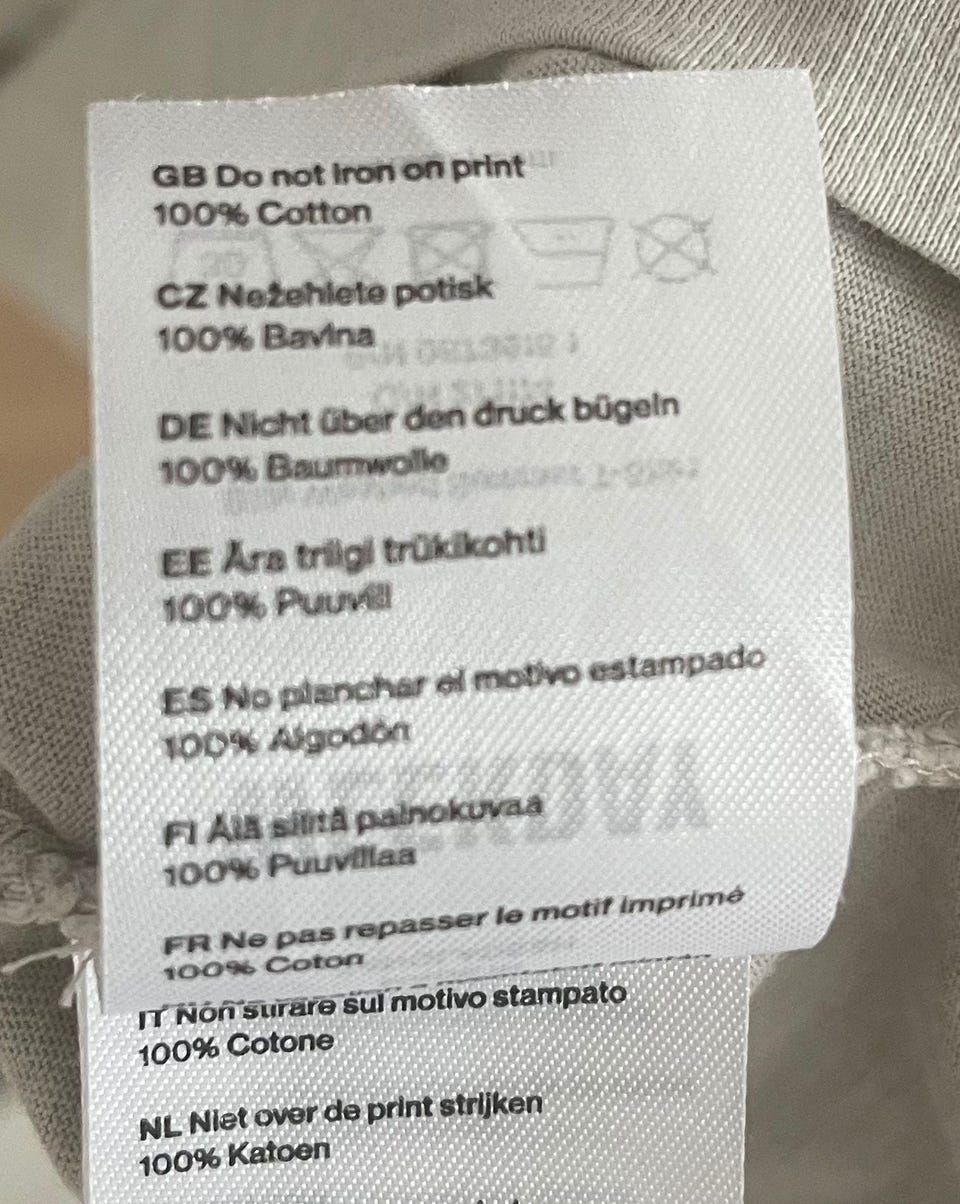 GB Do not iron on print
100% Cotton
CZ Nežehlete potisk
100% Bavlna
DE Nicht über den druck bügeln
100% Baumwolle
EE Ära triigi trükikohti
100% Puuvill
ES No planchar el motivo estampado
100% Algodón
FI Älä silitä painokuvaa
100% Puuvillaa
FR Ne pas repasser le motif imprimé
100% Coton
IT Non stirare sul motivo stampato
100% Cotone
NL Niet over de print strijken
100% Katoen